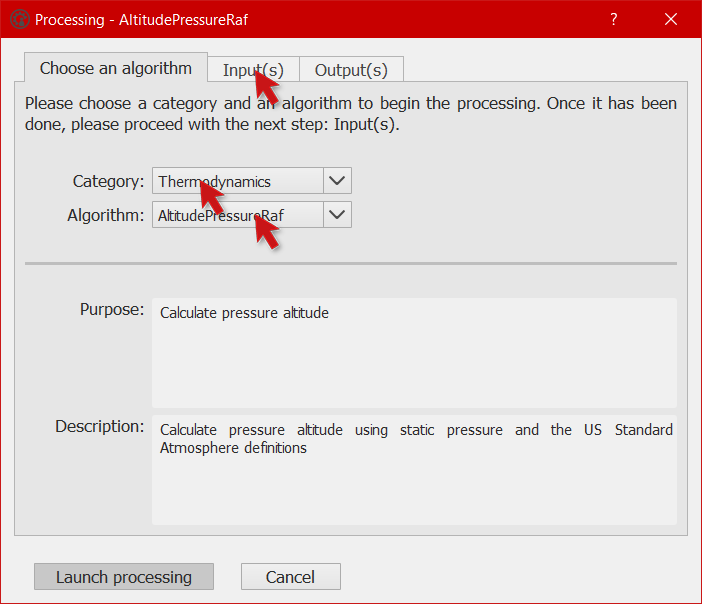 Processing - AltitudePressureRaf
?
Choose an algorithm
Input(s)
Output(s)
Please choose a category and an algorithm to begin the processing. Once it has been
done, please proceed with the next step: Input(s).
Category: Thermodynamics
Algorithm: AltitudePressureRaf
Purpose: Calculate pressure altitude
Description: Calculate pressure altitude using static pressure and the US Standard
Atmosphere definitions
Launch processing
Cancel